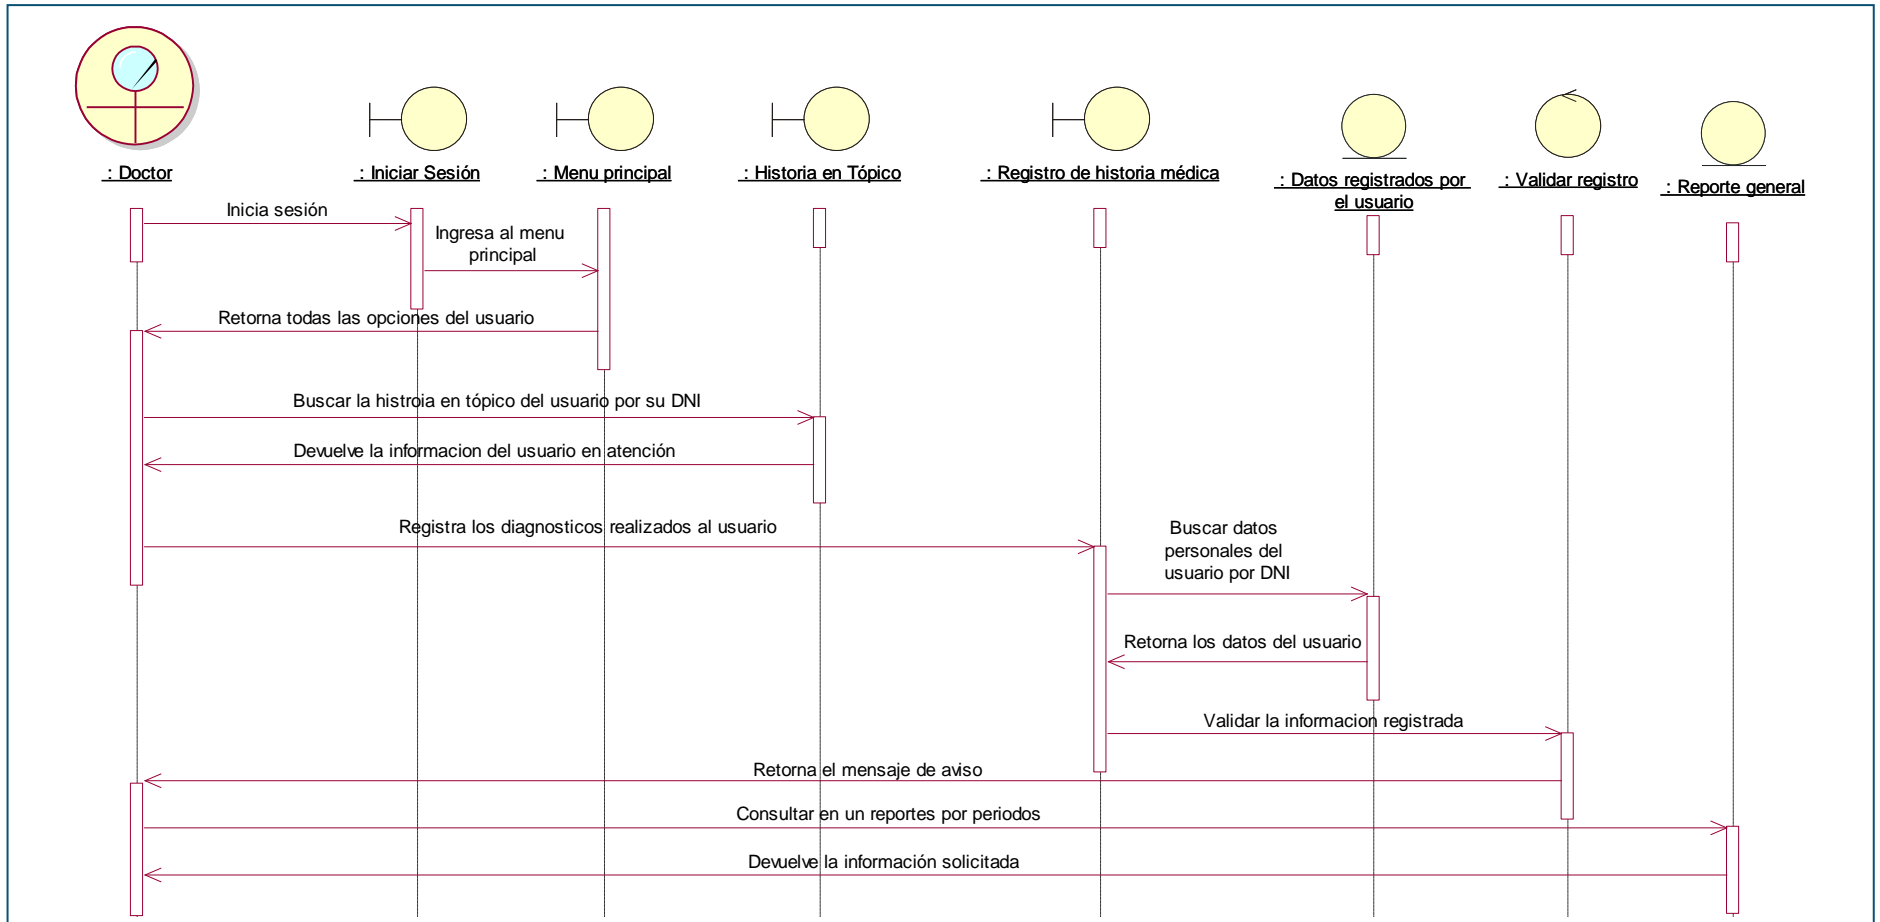 : Doctor
: Iniciar Sesión
: Menu principal
: Historia en Tópico
: Registro de historia médica
: Datos registrados por
el usuario
: Validar registro
: Reporte general
Inicia sesión
Ingresa al menu
principal
Retorna todas las opciones del usuario
Buscar la histroia en tópico del usuario por su DNI
Devuelve la informacion del usuario en atención
Registra los diagnosticos realizados al usuario
Buscar datos
personales del
usuario por DNI
Retorna los datos del usuario
Validar la informacion registrada
Retorna el mensaje de aviso
Consultar en un reportes por periodos
Devuelve la información solicitada